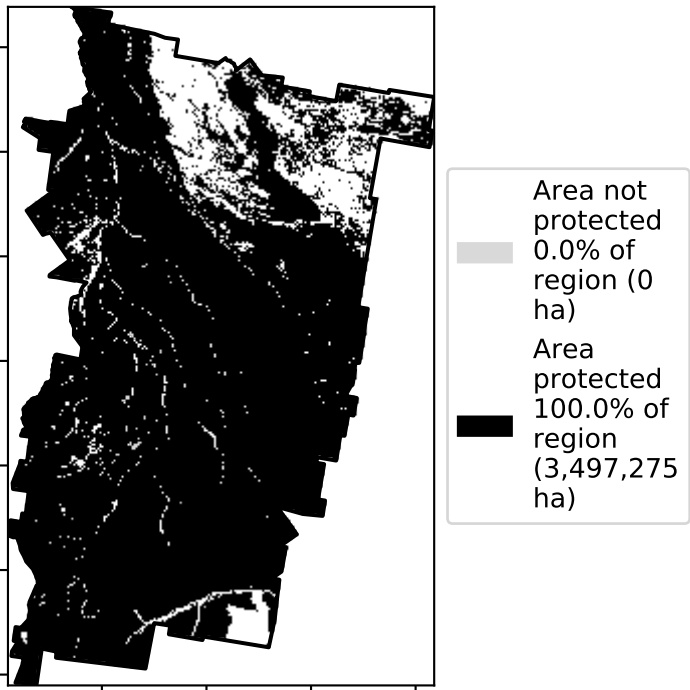 Area not
protected
0.0% of
region (0
ha)
Area
protected
100.0% of
region
(3,497,275
ha)